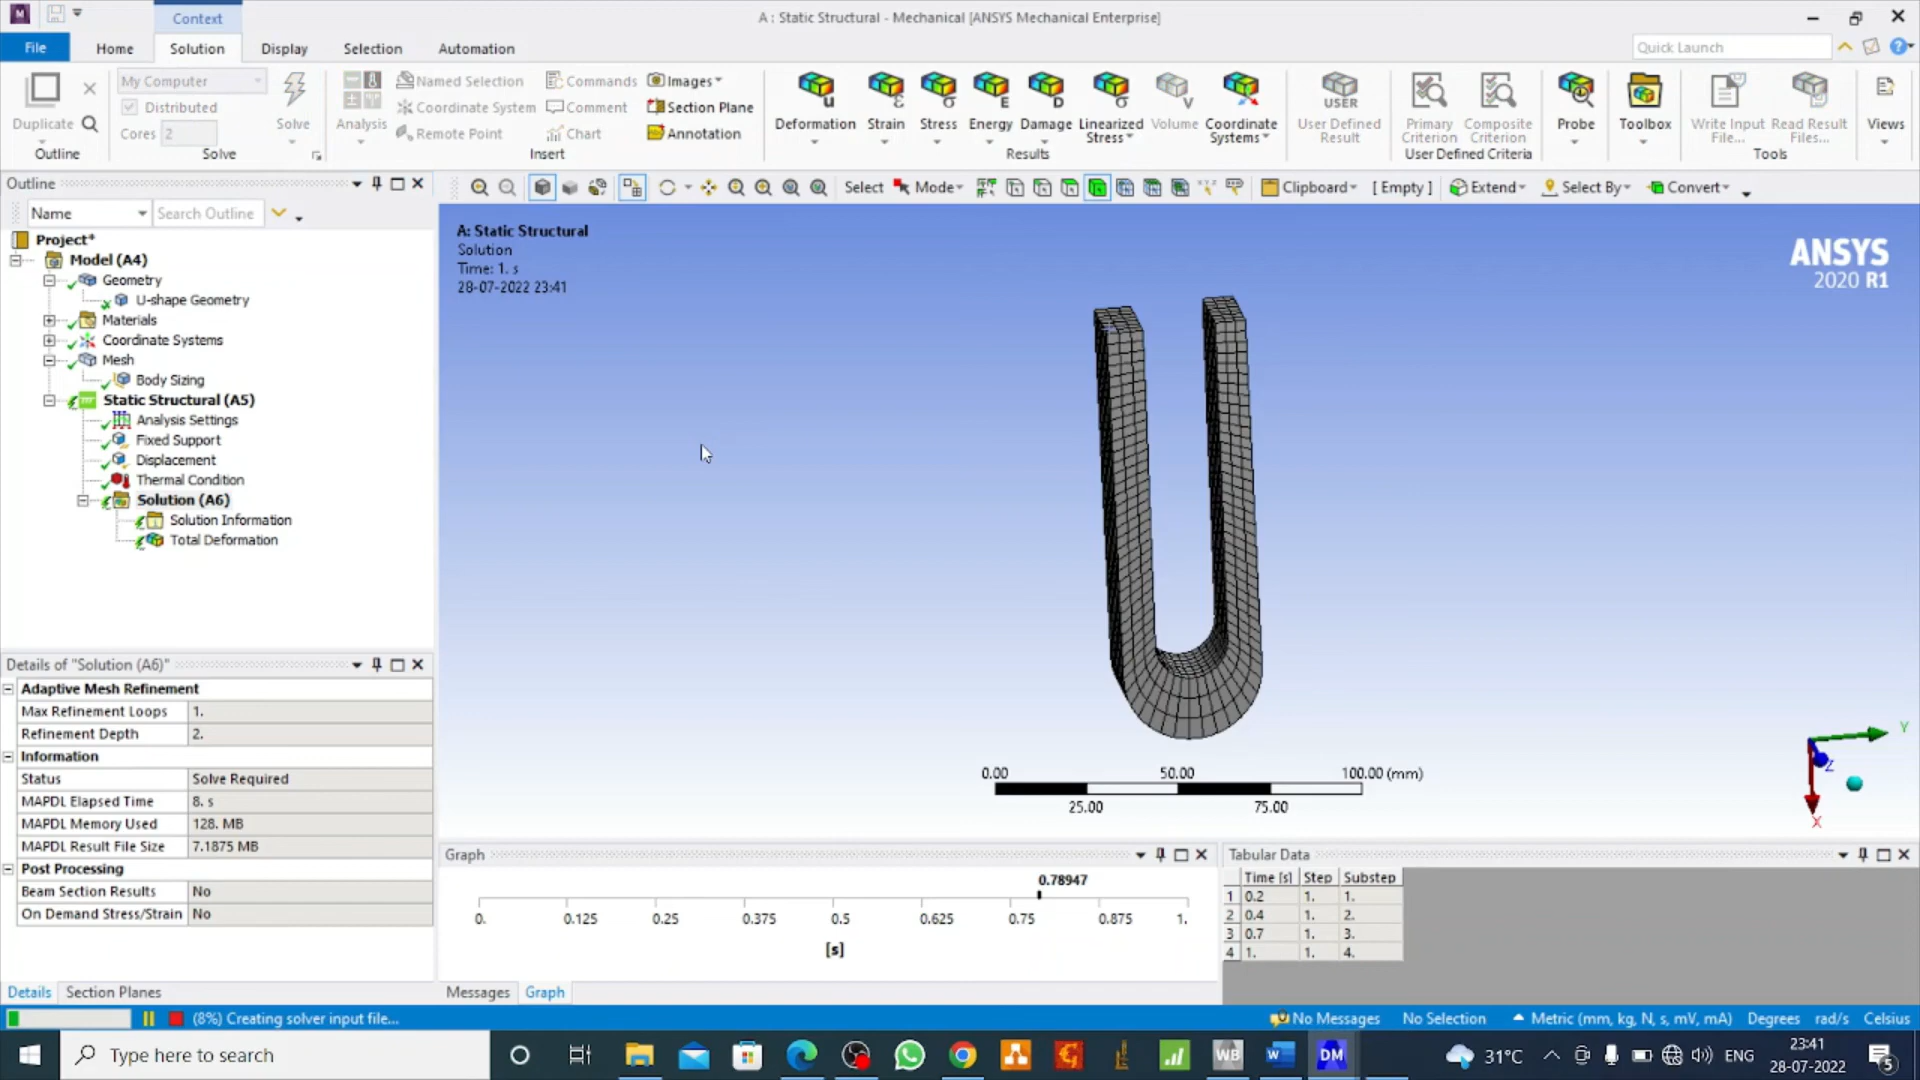 Context
A : Static Structural - Mechanical [ANSYS Mechanical Enterprise]
File Home Solution Display Selection Automation
Quick Launch
Duplicate
Outline
My Computer
Distributed
Cores 2
Solve
Solve
Analysis
Named Selection
Coordinate System
Remote Point
Commands
Comment
Chart
Images
Section Plane
Annotation
Insert
Deformation Strain Stress Energy Damage Linearized Stress Volume Coordinate Systems
Results
USER
User Defined Result
Primary Criterion Composite Criterion
User Defined Criteria
Probe
Toolbox
Write Input File... Read Result Files...
Tools
Views
Outline
Select Mode Clipboard [ Empty ] Extend Select By Convert
Name Search Outline
Project*
Model (A4)
Geometry
U-shape Geometry
Materials
Coordinate Systems
Mesh
Body Sizing
Static Structural (A5)
Analysis Settings
Fixed Support
Displacement
Thermal Condition
Solution (A6)
Solution Information
Total Deformation
A: Static Structural
Solution
Time: 1. s
28-07-2022 23:41
ANSYS
2020 R1
0.00 50.00 100.00 (mm)
25.00 75.00
Y
Z
X
Details of "Solution (A6)"
Adaptive Mesh Refinement
Max Refinement Loops 1.
Refinement Depth 2.
Information
Status Solve Required
MAPDL Elapsed Time 8. s
MAPDL Memory Used 128. MB
MAPDL Result File Size 7.1875 MB
Post Processing
Beam Section Results No
On Demand Stress/Strain No
Details Section Planes
Graph
0.78947
0. 0.125 0.25 0.375 0.5 0.625 0.75 0.875 1.
[s]
Messages Graph
Tabular Data
Time [s] Step Substep
1 0.2 1. 1.
2 0.4 1. 2.
3 0.7 1. 3.
4 1. 1. 4.
(8%) Creating solver input file...
No Messages No Selection Metric (mm, kg, N, s, mV, mA) Degrees rad/s Celsius
Type here to search
WB
W
DM
31°C
ENG
23:41
28-07-2022
5